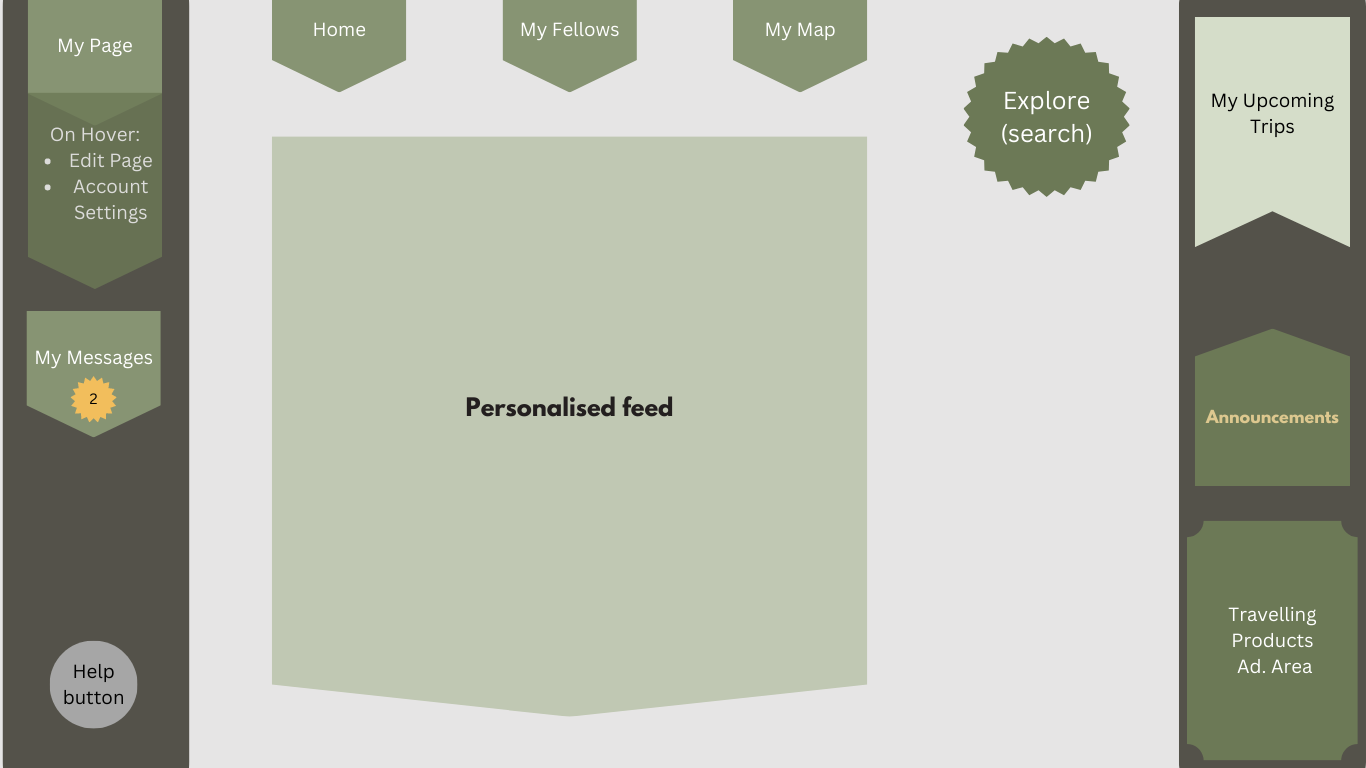 My Page
On Hover:
• Edit Page
• Account
Settings
My Messages
2
Help
button
Home
My Fellows
My Map
Explore
(search)
Personalised feed
My Upcoming
Trips
Announcements
Travelling
Products
Ad. Area